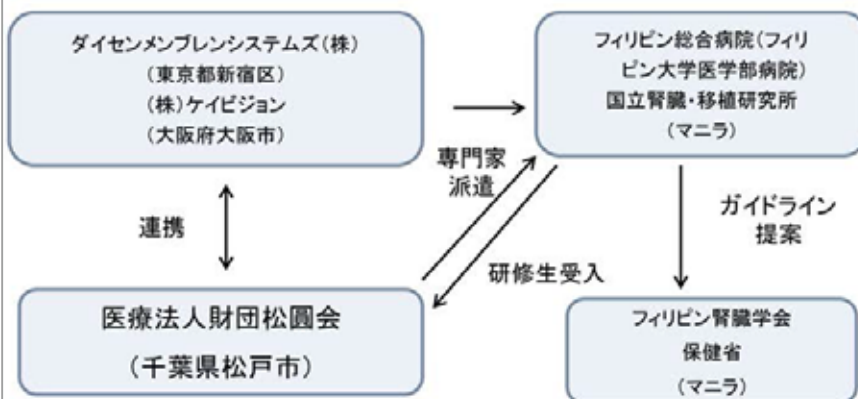 ダイセンメンブレンシステムズ(株)
(東京都新宿区)
(株)ケイビジョン
(大阪府大阪市)
フィリピン総合病院(フィリ
ピン大学医学部病院)
国立腎臓・移植研究所
(マニラ)
専門家
派遣
連携
ガイドライン
提案
研修生受入
医療法人財団松圓会
(千葉県松戸市)
フィリピン腎臓学会
保健省
(マニラ)